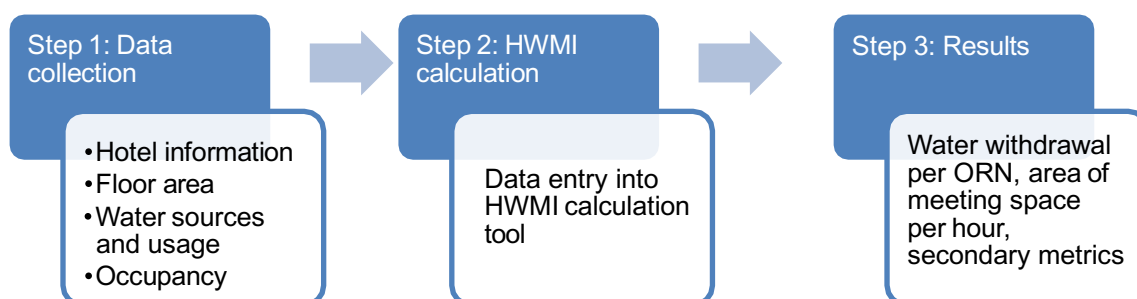 Step 1: Data
collection
•Hotel information
•Floor area
•Water sources
and usage
•Occupancy
Step 2: HWMI
calculation
Data entry into
HWMI calculation
tool
Step 3: Results
Water withdrawal
per ORN, area of
meeting space
per hour,
secondary metrics